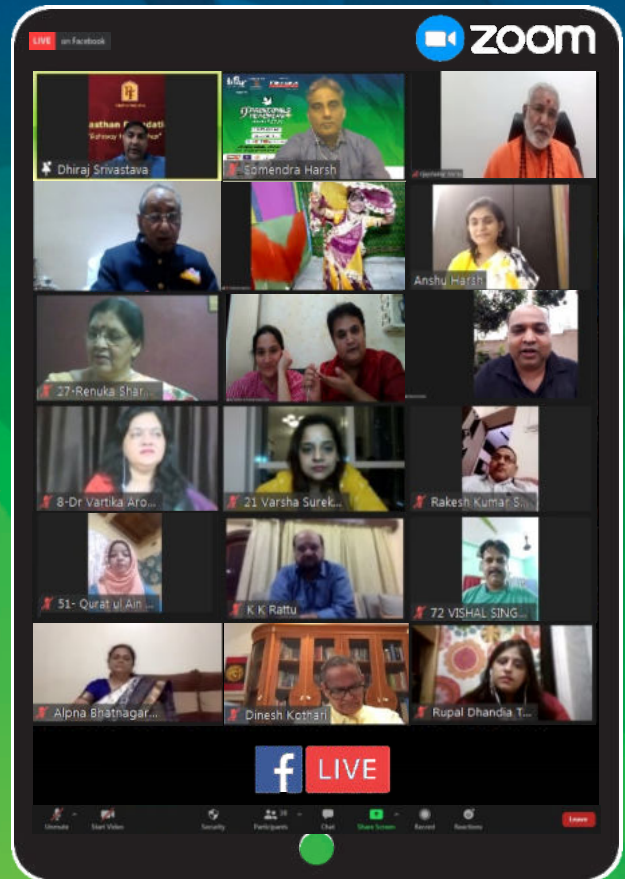 LIVE on Facebook
zoom
asthan
Dhiraj Srivastava
Somendra Harsh
Anshu Harsh
27-Renuka Shar...
8-Dr Vartika Aro...
21 Varsha Surek...
Rakesh Kumar S...
51- Qurat ul Ain ...
K K Rattu
72 VISHAL SING...
Alpna Bhatnagar...
Dinesh Kothari
Rupal Dhandia T...
f LIVE
Unmute
Start Video
Security
Participants
Chat
Share Screen
Record
Reactions
Leave